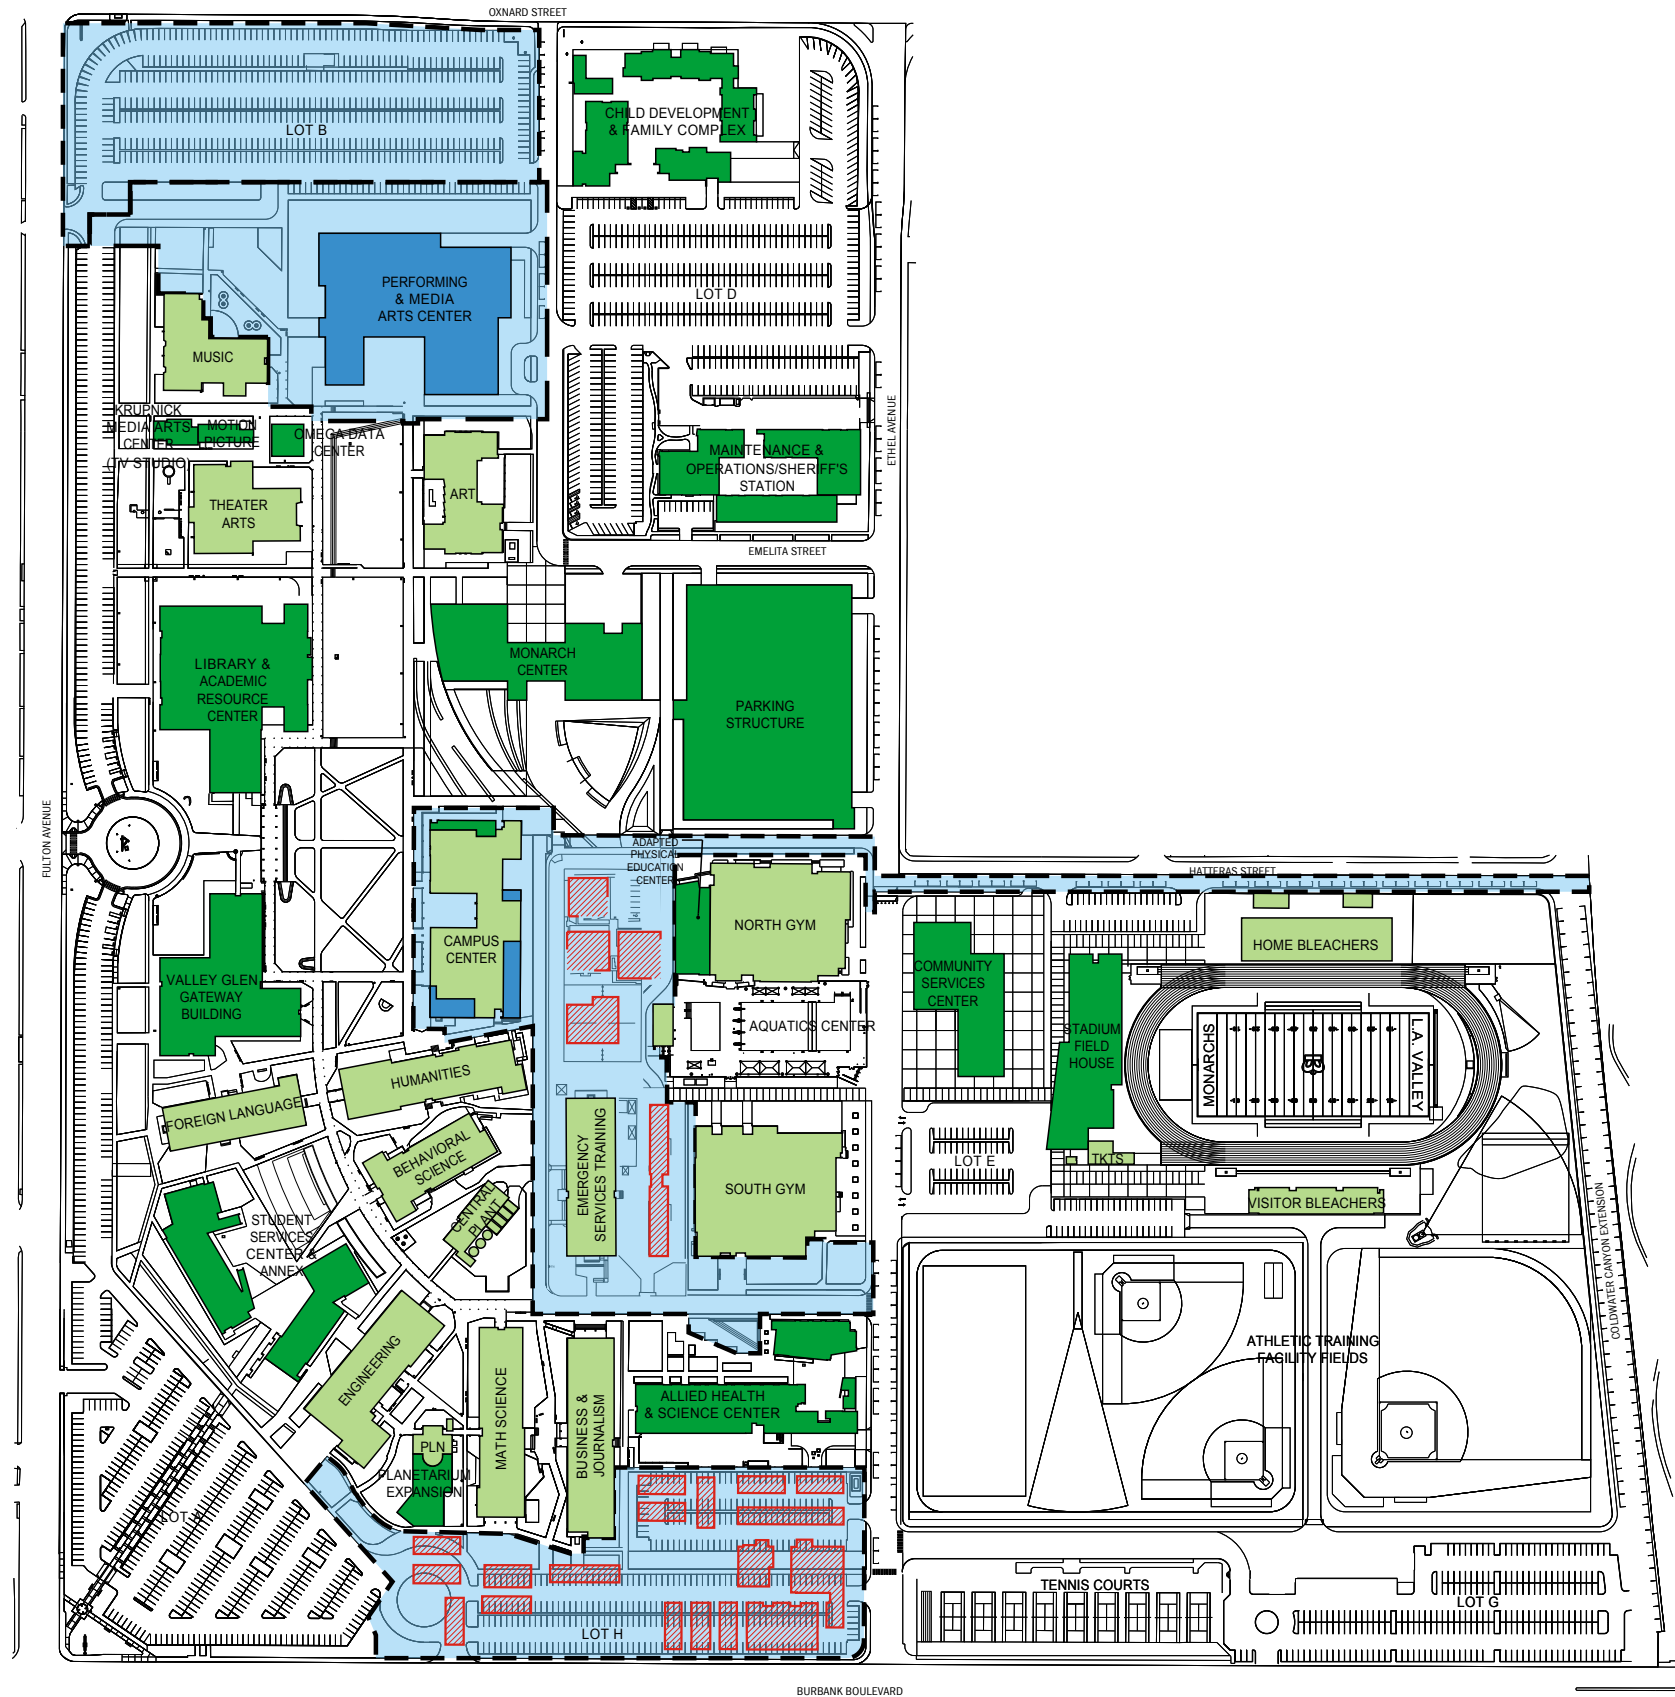 OXNARD STREET
LOT B
CHILD DEVELOPMENT
& FAMILY COMPLEX
PERFORMING
& MEDIA
ARTS CENTER
LOT D
MUSIC
KRUPNICK
MEDIA ARTS
CENTER
(TV STUDIO)
MOTION
PICTURE
OMEGA DATA
CENTER
ETHEL AVENUE
MAINTENANCE &
OPERATIONS/SHERIFF'S
STATION
ART
THEATER
ARTS
EMELITA STREET
MONARCH
CENTER
LIBRARY &
ACADEMIC
RESOURCE
CENTER
PARKING
STRUCTURE
FULTON AVENUE
ADAPTED
PHYSICAL
EDUCATION
CENTER
HATTERAS STREET
NORTH GYM
CAMPUS
CENTER
HOME BLEACHERS
COMMUNITY
SERVICES
CENTER
VALLEY GLEN
GATEWAY
BUILDING
AQUATICS CENTER
STADIUM
FIELD
HOUSE
MONARCHS
L.A. VALLEY
HUMANITIES
FOREIGN LANGUAGE
BEHAVIORAL
SCIENCE
EMERGENCY
SERVICES TRAINING
LOT E
TKTS
SOUTH GYM
VISITOR BLEACHERS
CENTRAL
PLANT
STUDENT
SERVICES
CENTER &
ANNEX
COLDWATER CANYON EXTENSION
ATHLETIC TRAINING
FACILITY FIELDS
ENGINEERING
MATH SCIENCE
BUSINESS &
JOURNALISM
ALLIED HEALTH
& SCIENCE CENTER
PLN
PLANETARIUM
EXPANSION
LOT A
TENNIS COURTS
LOT G
LOT H
BURBANK BOULEVARD